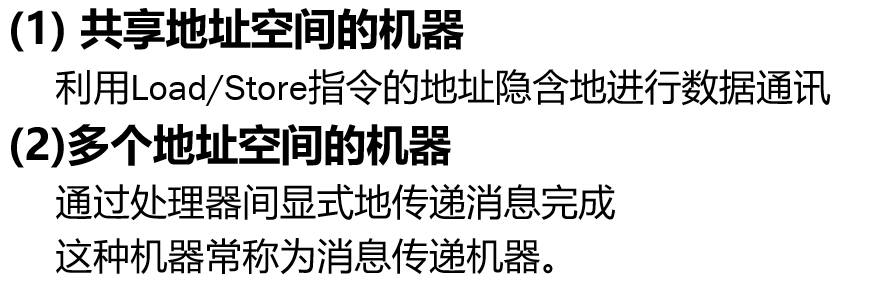 (1) 共享地址空间的机器
利用Load/Store指令的地址隐含地进行数据通讯
(2)多个地址空间的机器
通过处理器间显式地传递消息完成
这种机器常称为消息传递机器。